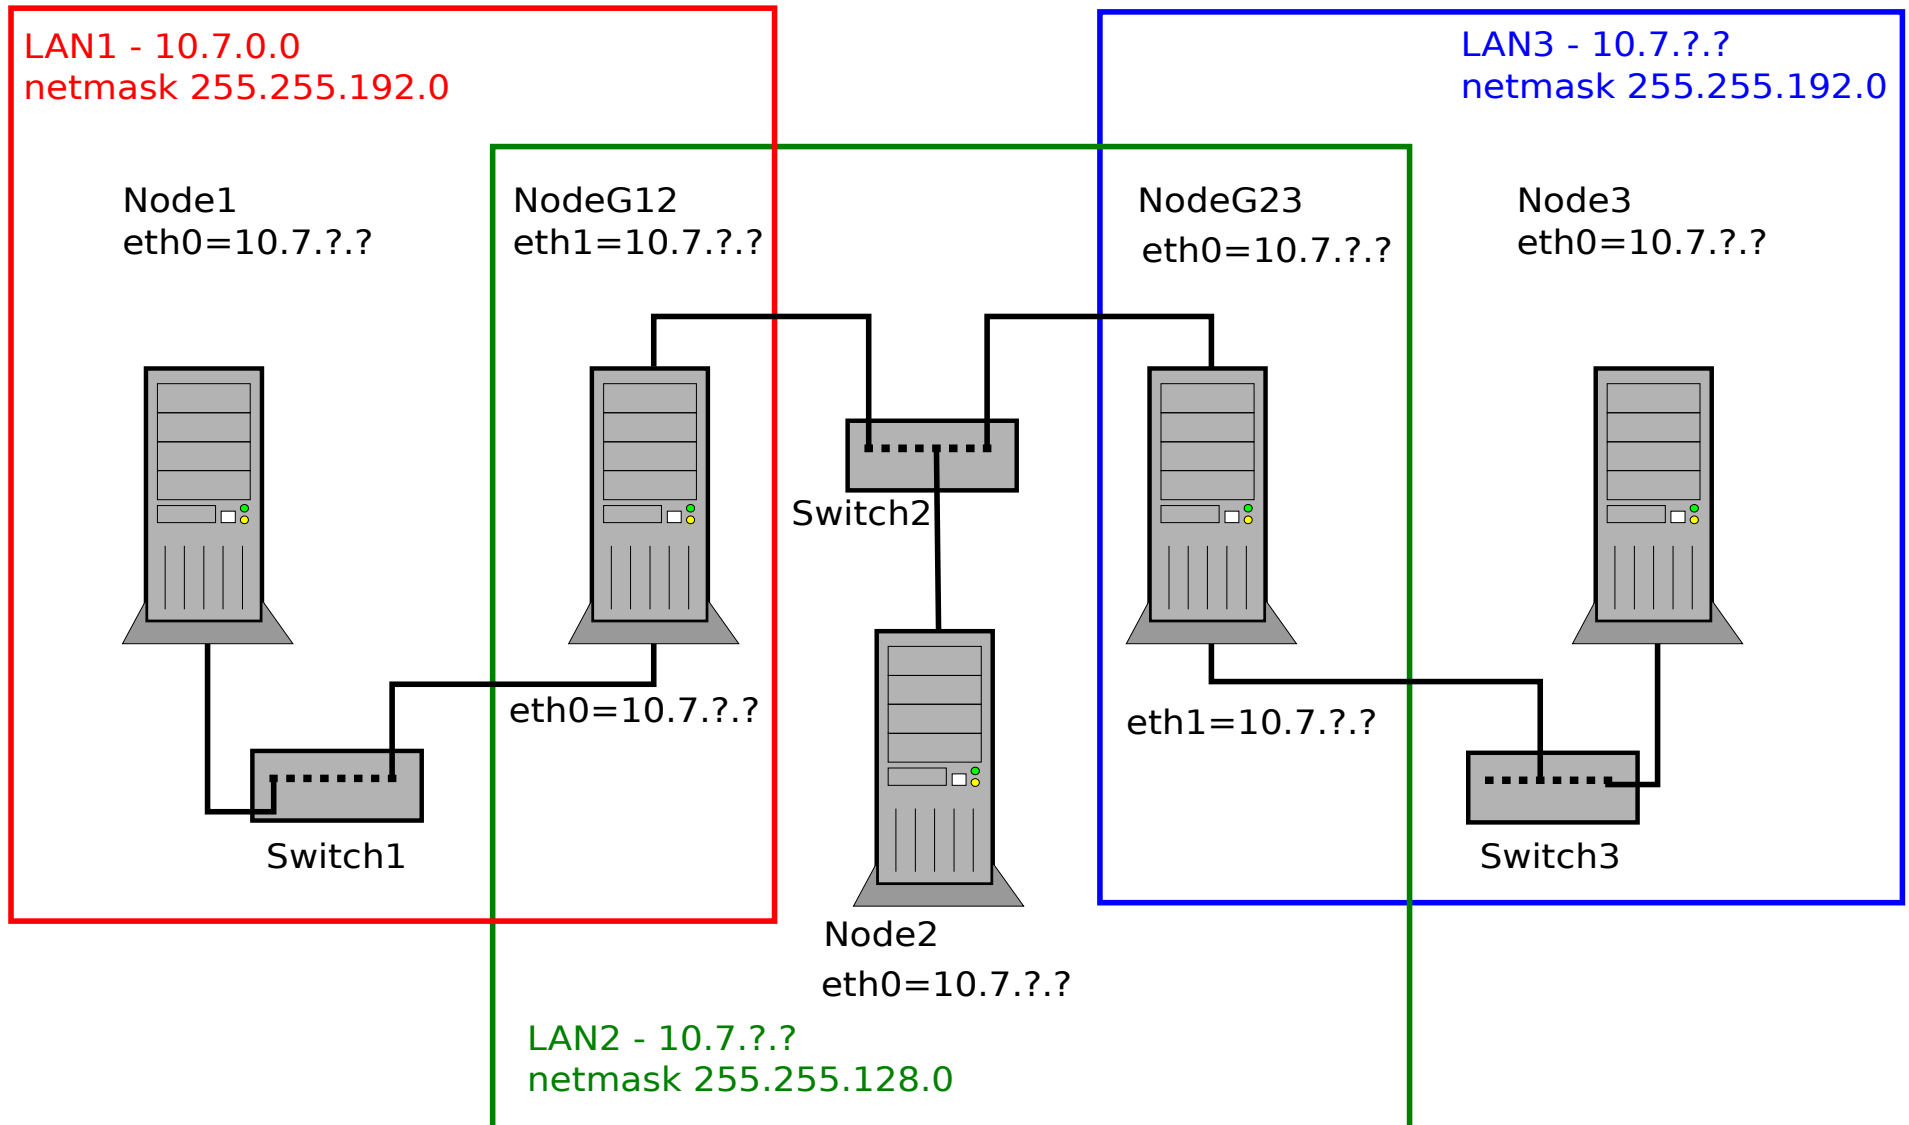 LAN1 - 10.7.0.0
netmask 255.255.192.0
LAN3 - 10.7.?.?
netmask 255.255.192.0
Node1
eth0=10.7.?.?
NodeG12
eth1=10.7.?.?
NodeG23
eth0=10.7.?.?
Node3
eth0=10.7.?.?
Switch2
eth0=10.7.?.?
eth1=10.7.?.?
Switch1
Switch3
Node2
eth0=10.7.?.?
LAN2 - 10.7.?.?
netmask 255.255.128.0